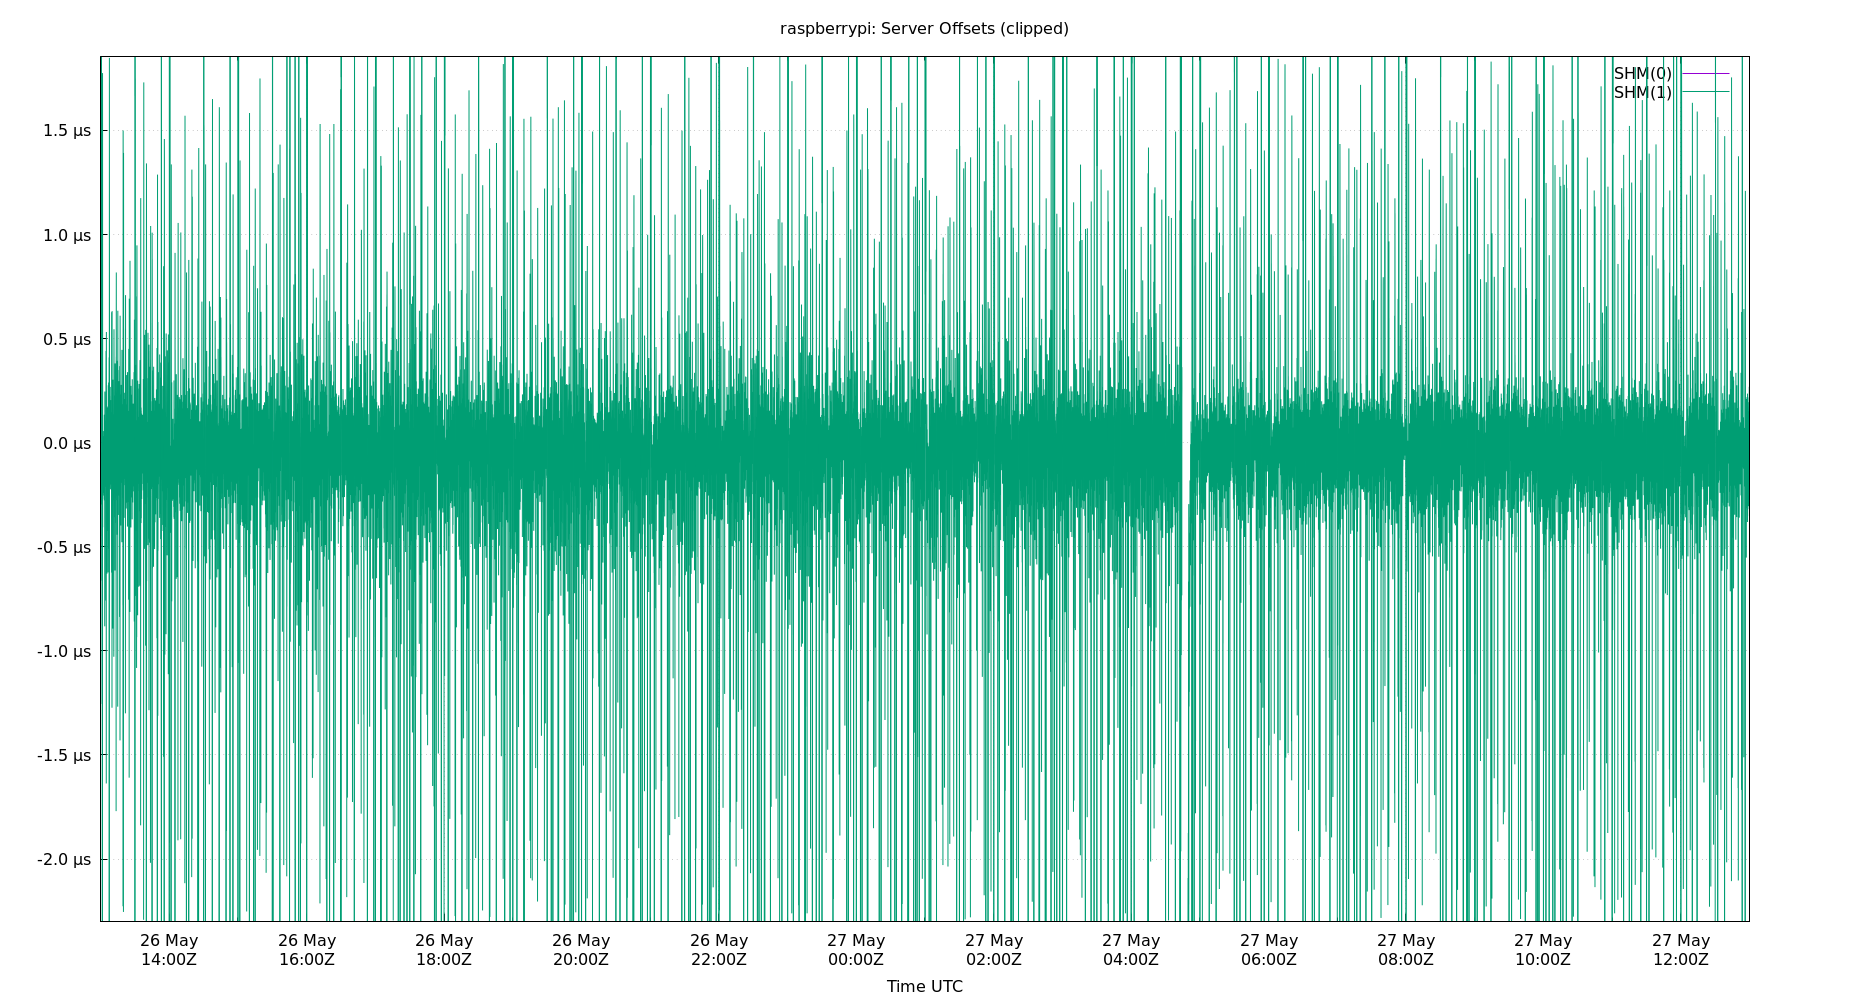 raspberrypi: Server Offsets (clipped)
SHM(0)
SHM(1)
1.5 µs
1.0 µs
0.5 µs
0.0 µs
-0.5 µs
-1.0 µs
-1.5 µs
-2.0 µs
26 May 26 May 26 May 26 May 26 May 27 May 27 May 27 May 27 May 27 May 27 May 27 May
14:00Z 16:00Z 18:00Z 20:00Z 22:00Z 00:00Z 02:00Z 04:00Z 06:00Z 08:00Z 10:00Z 12:00Z
Time UTC